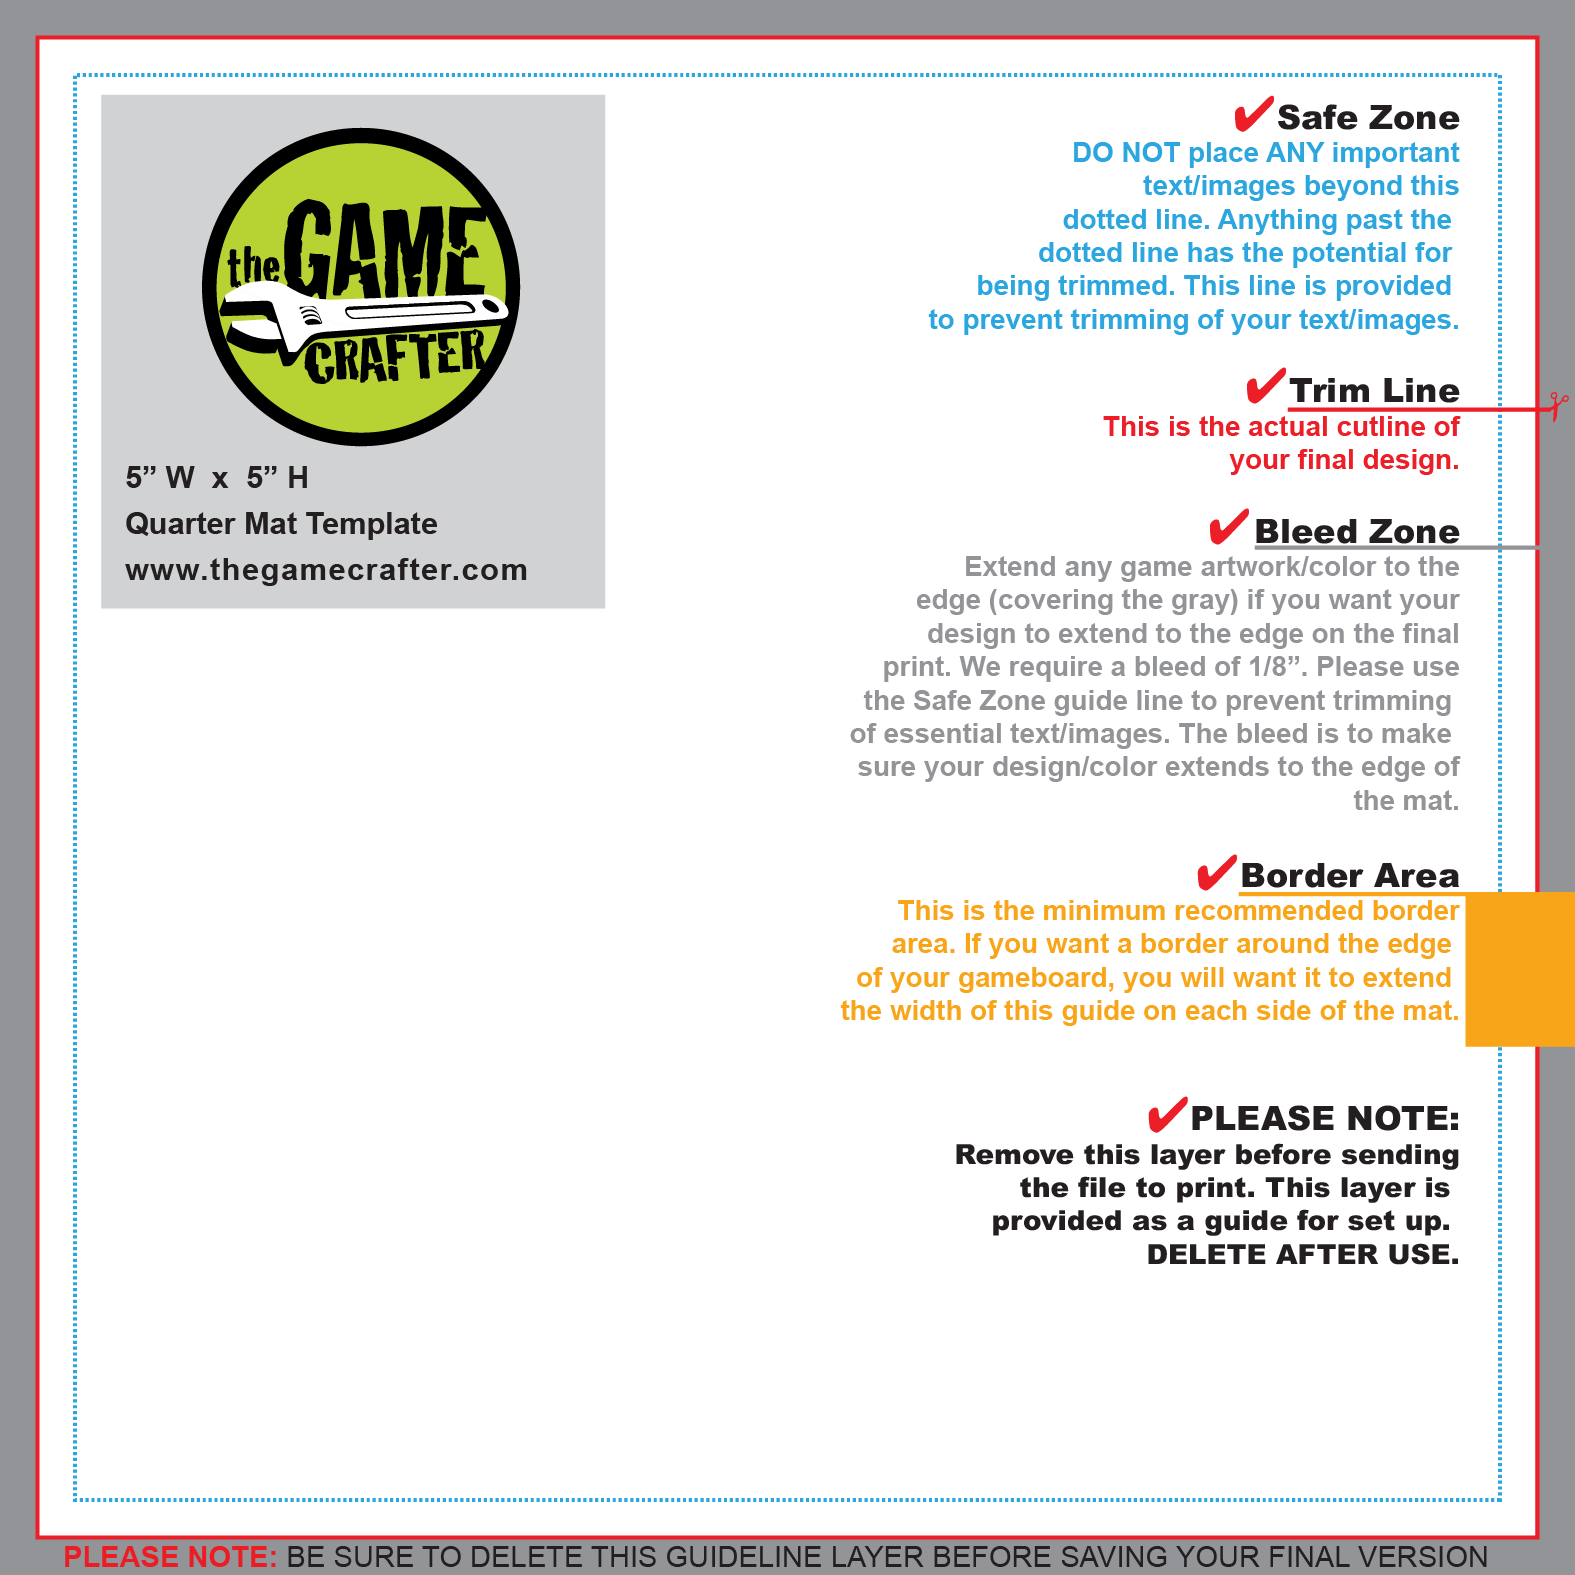 the GAME
CRAFTER
5” W x 5” H
Quarter Mat Template
www.thegamecrafter.com
Safe Zone
DO NOT place ANY important
text/images beyond this
dotted line. Anything past the
dotted line has the potential for
being trimmed. This line is provided
to prevent trimming of your text/images.
Trim Line
This is the actual cutline of
your final design.
Bleed Zone
Extend any game artwork/color to the
edge (covering the gray) if you want your
design to extend to the edge on the final
print. We require a bleed of 1/8”. Please use
the Safe Zone guide line to prevent trimming
of essential text/images. The bleed is to make
sure your design/color extends to the edge of
the mat.
Border Area
This is the minimum recommended border
area. If you want a border around the edge
of your gameboard, you will want it to extend
the width of this guide on each side of the mat.
PLEASE NOTE:
Remove this layer before sending
the file to print. This layer is
provided as a guide for set up.
DELETE AFTER USE.
PLEASE NOTE: BE SURE TO DELETE THIS GUIDELINE LAYER BEFORE SAVING YOUR FINAL VERSION